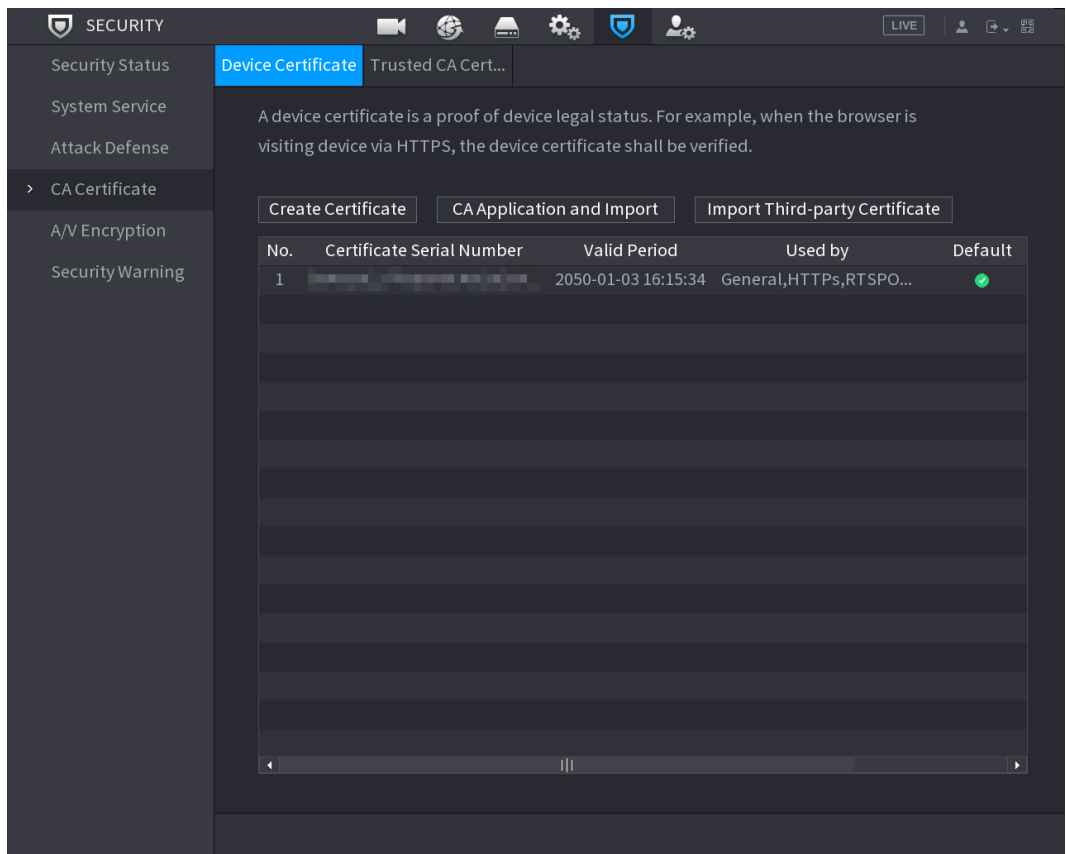 SECURITY
LIVE
Security Status
System Service
Attack Defense
CA Certificate
A/V Encryption
Security Warning
Device Certificate Trusted CA Cert...
A device certificate is a proof of device legal status. For example, when the browser is
visiting device via HTTPS, the device certificate shall be verified.
Create Certificate CA Application and Import Import Third-party Certificate
No. Certificate Serial Number Valid Period Used by Default
1 2050-01-03 16:15:34 General,HTTPs,RTSPO...